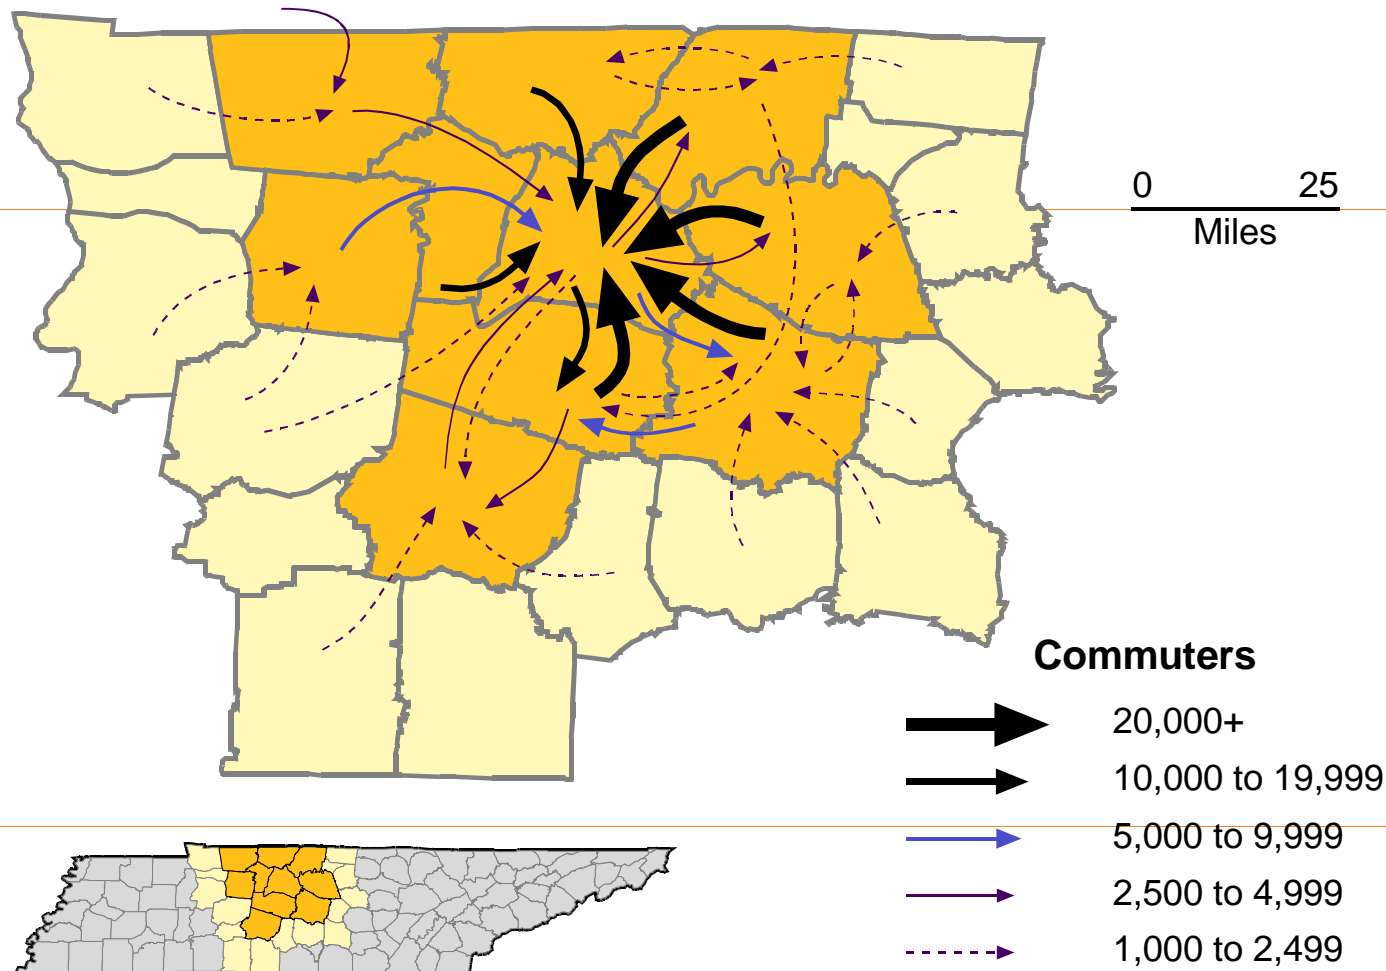 0 25
Miles
Commuters
20,000+
10,000 to 19,999
5,000 to 9,999
2,500 to 4,999
1,000 to 2,499